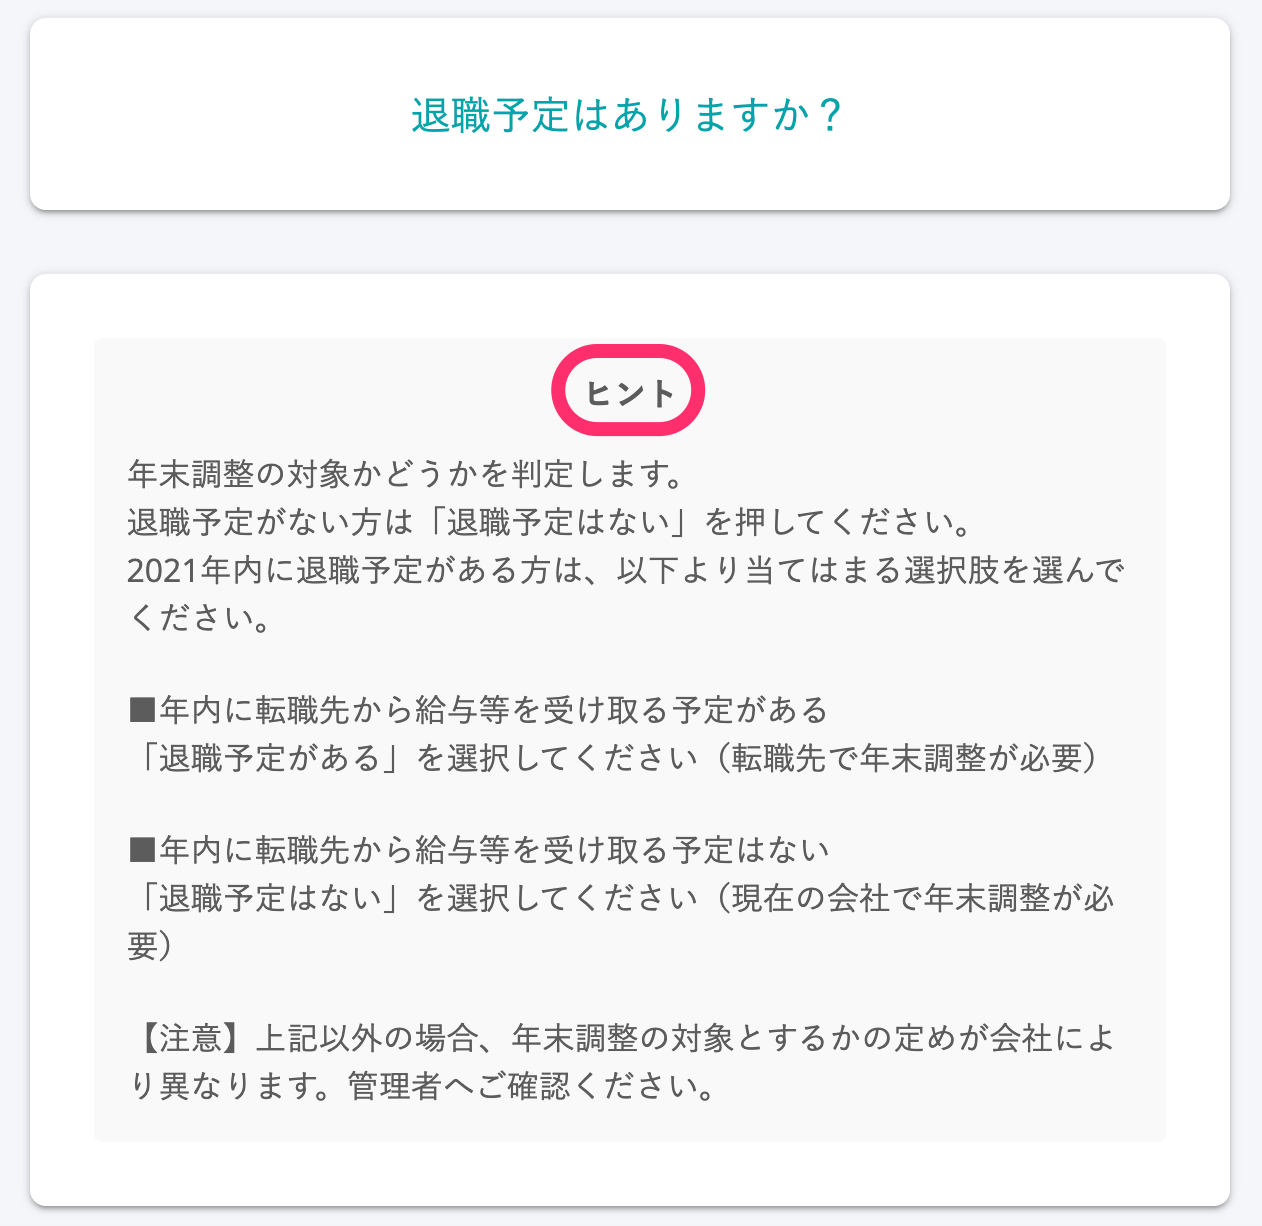 退職予定はありますか？
ヒント
年末調整の対象かどうかを判定します。
退職予定がない方は「退職予定はない」を押してください。
2021年内に退職予定がある方は、以下より当てはまる選択肢を選んで
ください。
■年内に転職先から給与等を受け取る予定がある
「退職予定がある」を選択してください（転職先で年末調整が必要）
■年内に転職先から給与等を受け取る予定はない
「退職予定はない」を選択してください（現在の会社で年末調整が必
要）
【注意】上記以外の場合、年末調整の対象とするかの定めが会社によ
り異なります。管理者へご確認ください。